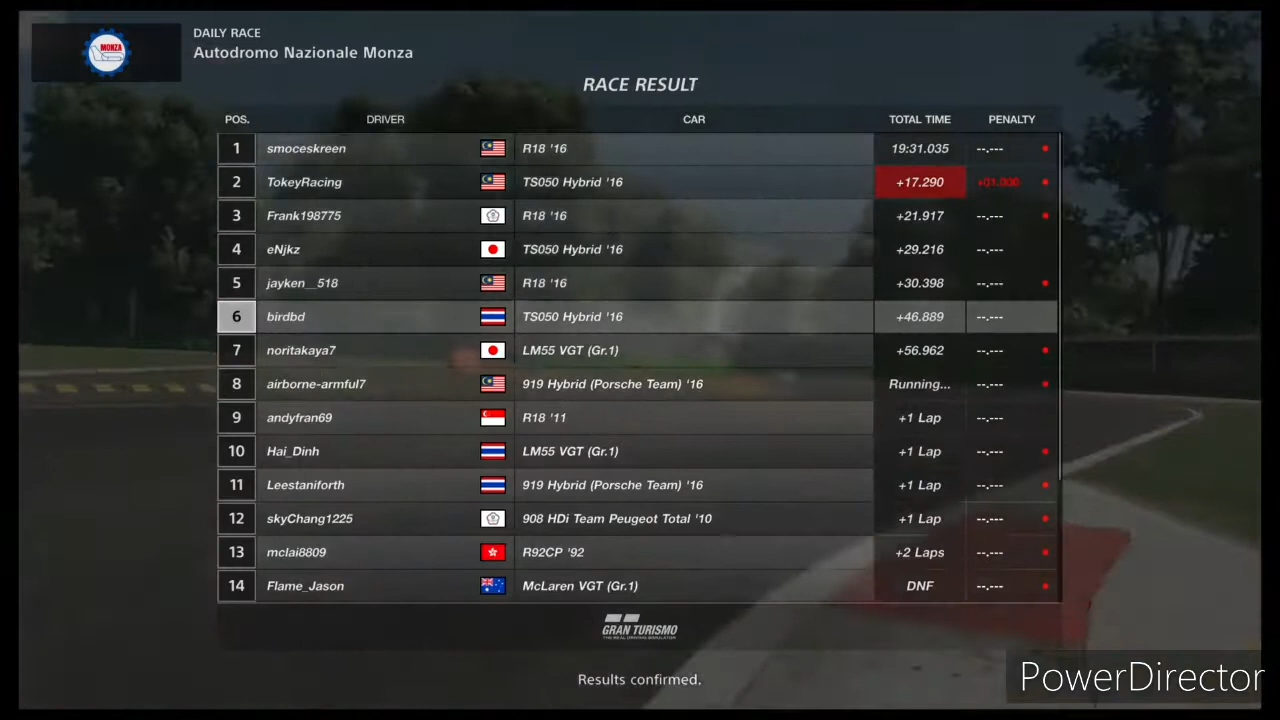 MONZA
DAILY RACE
Autodromo Nazionale Monza
RACE RESULT
POS. DRIVER CAR TOTAL TIME PENALTY
1 smoceskreen R18 '16 19:31.035 --.---
2 TokeyRacing TS050 Hybrid '16 +17.290 +01.000
3 Frank198775 R18 '16 +21.917 --.---
4 eNjkz TS050 Hybrid '16 +29.216 --.---
5 jayken__518 R18 '16 +30.398 --.---
6 birdbd TS050 Hybrid '16 +46.889 --.---
7 noritakaya7 LM55 VGT (Gr.1) +56.962 --.---
8 airborne-armful7 919 Hybrid (Porsche Team) '16 Running... --.---
9 andyfran69 R18 '11 +1 Lap --.---
10 Hai_Dinh LM55 VGT (Gr.1) +1 Lap --.---
11 Leestaniforth 919 Hybrid (Porsche Team) '16 +1 Lap --.---
12 skyChang1225 908 HDi Team Peugeot Total '10 +1 Lap --.---
13 mclai8809 R92CP '92 +2 Laps --.---
14 Flame_Jason McLaren VGT (Gr.1) DNF --.---
GRAN TURISMO
THE REAL DRIVING SIMULATOR
Results confirmed.
PowerDirector